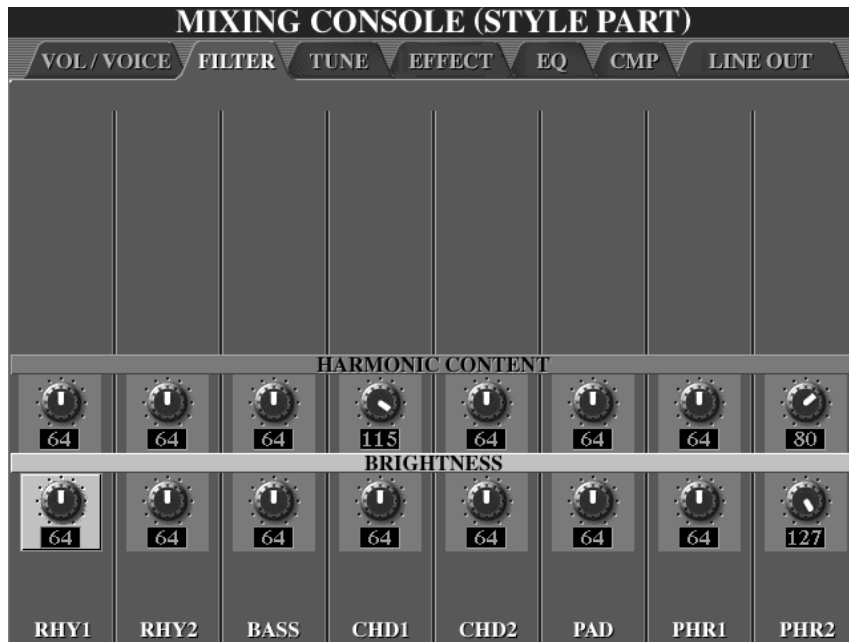 MIXING CONSOLE (STYLE PART)
VOL / VOICE FILTER TUNE EFFECT EQ CMP LINE OUT
HARMONIC CONTENT
64 64 64 115 64 64 64 80
BRIGHTNESS
64 64 64 64 64 64 64 127
RHY1 RHY2 BASS CHD1 CHD2 PAD PHR1 PHR2